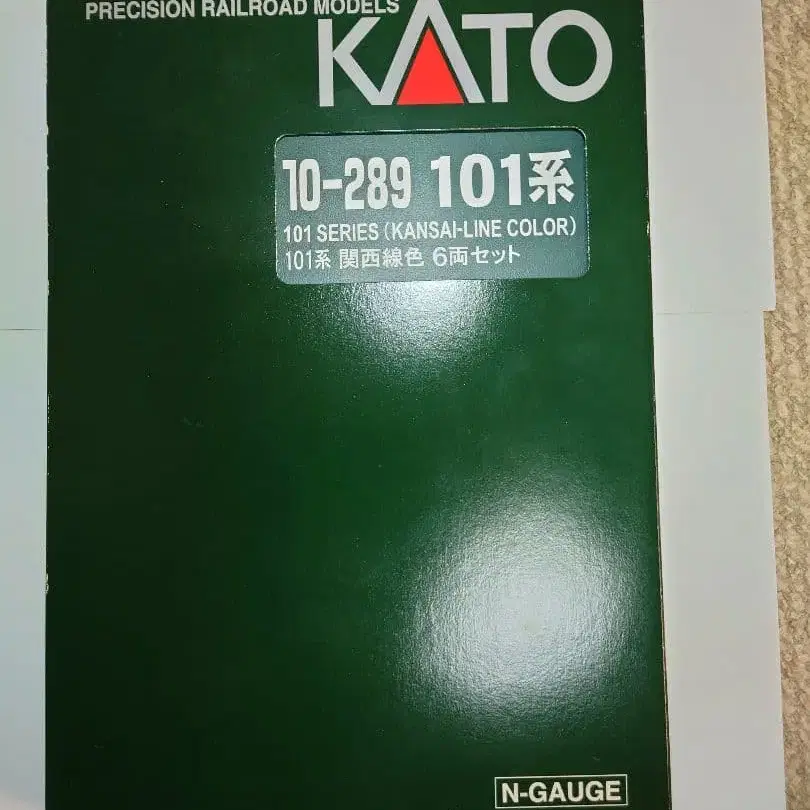 PRECISION RAILROAD MODELS
KATO
10-289 101系
101 SERIES (KANSAI-LINE COLOR)
101系 関西線色 6両セット
N-GAUGE